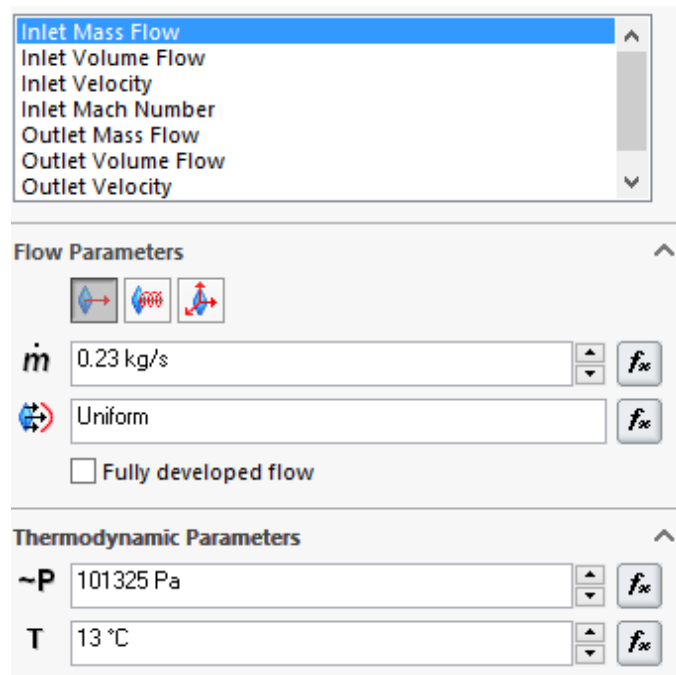 Inlet Mass Flow
Inlet Volume Flow
Inlet Velocity
Inlet Mach Number
Outlet Mass Flow
Outlet Volume Flow
Outlet Velocity
Flow Parameters
ṁ 0.23 kg/s fx
Uniform fx
Fully developed flow
Thermodynamic Parameters
~P 101325 Pa fx
T 13 °C fx